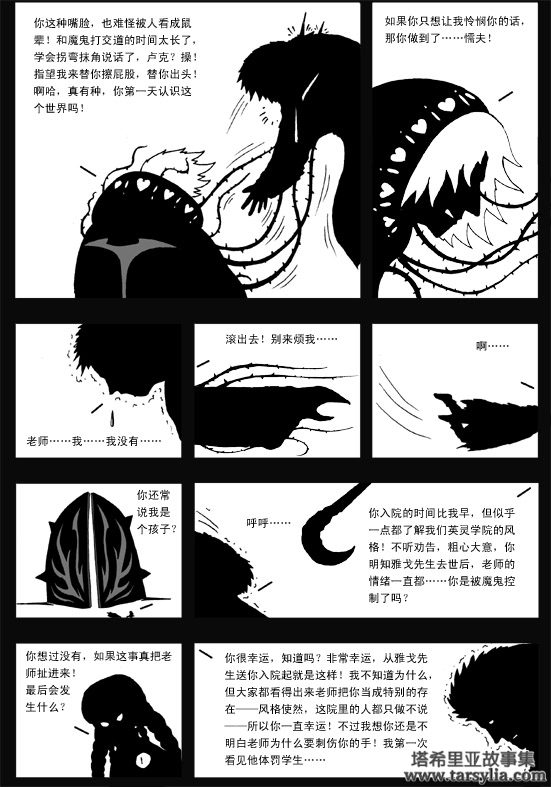 你这种嘴脸，也难怪被人看成鼠
辈！和魔鬼打交道的时间太长了，
学会拐弯抹角说话了，卢克？操！
指望我来替你擦屁股，替你出头！
啊哈，真有种，你第一天认识这
个世界吗！
如果你只想让我怜悯你的话，
那你做到了……懦夫！
老师……我……我没有……
滚出去！别来烦我……
啊……
你还常
说我是
个孩子？
呼呼……
你入院的时间比我早，但似乎
一点都了解我们英灵学院的风
格！不听劝告，粗心大意，你
明知雅戈先生去世后，老师的
情绪一直都……你是被魔鬼控
制了吗？
你想过没有，如果这事真把老
师扯进来！
最后会发
生什么？
！
你很幸运，知道吗？非常幸运，从雅戈先
生送你入院起就是这样！我不知道为什么，
但大家都看得出来老师把你当成特别的存
在——风格使然，这院里的人都只做不说
——所以你一直幸运！不过我想你还是不
明白老师为什么要刺伤你的手！我第一次
看见他体罚学生……
塔希里亚故事集
www.tarsylia.com